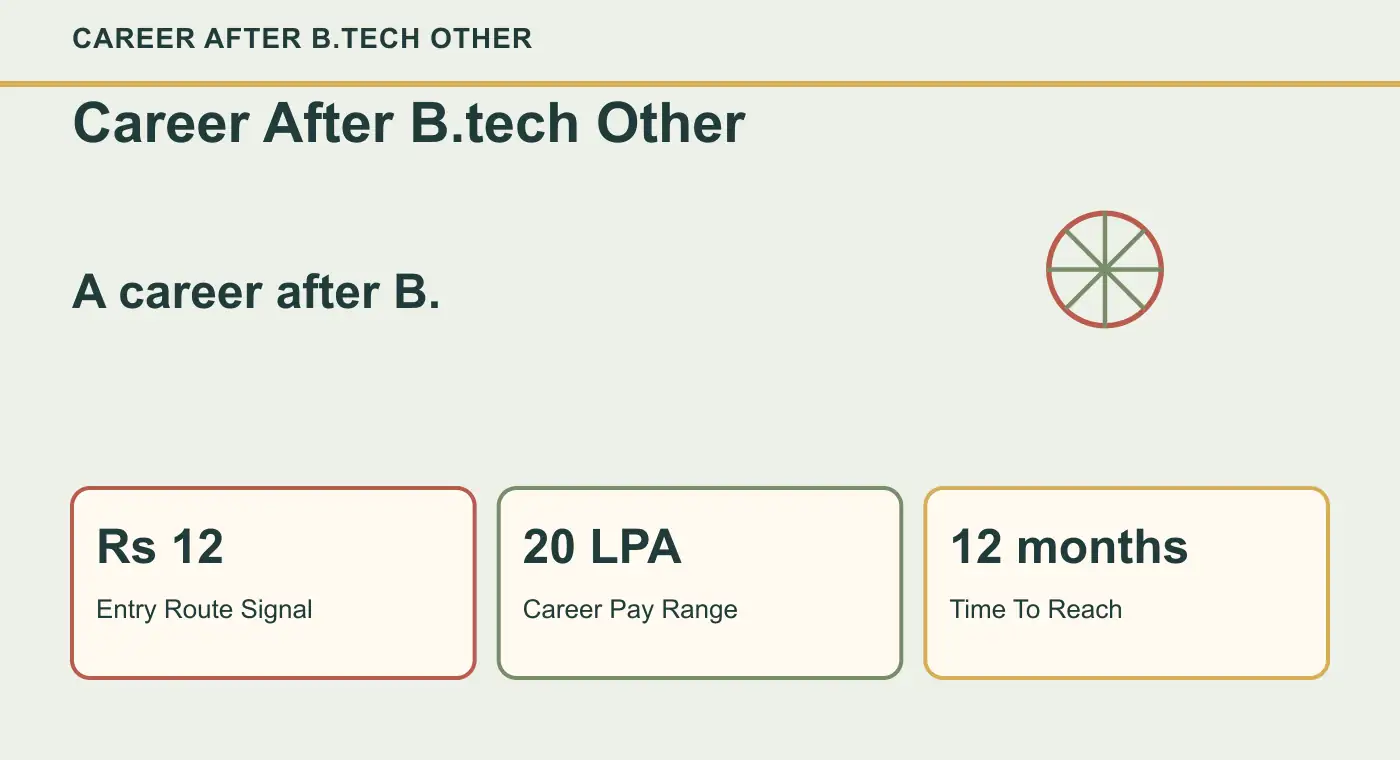 CAREER AFTER B.TECH OTHER
Career After B.tech Other
A career after B.
Rs 12
Entry Route Signal
20 LPA
Career Pay Range
12 months
Time To Reach